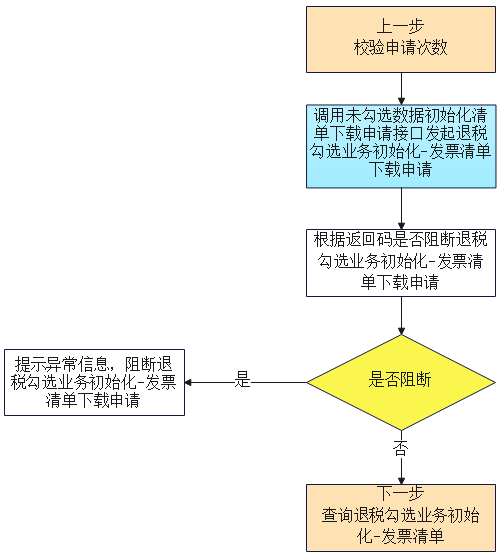 上一步
校验申请次数
调用未勾选数据初始化清
单下载申请接口发起退税
勾选业务初始化-发票清单
下载申请
根据返回码是否阻断退税
勾选业务初始化-发票清
单下载申请
提示异常信息，阻断退
税勾选业务初始化-发票
清单下载申请
是
是否阻断
否
下一步
查询退税勾选业务初始
化-发票清单